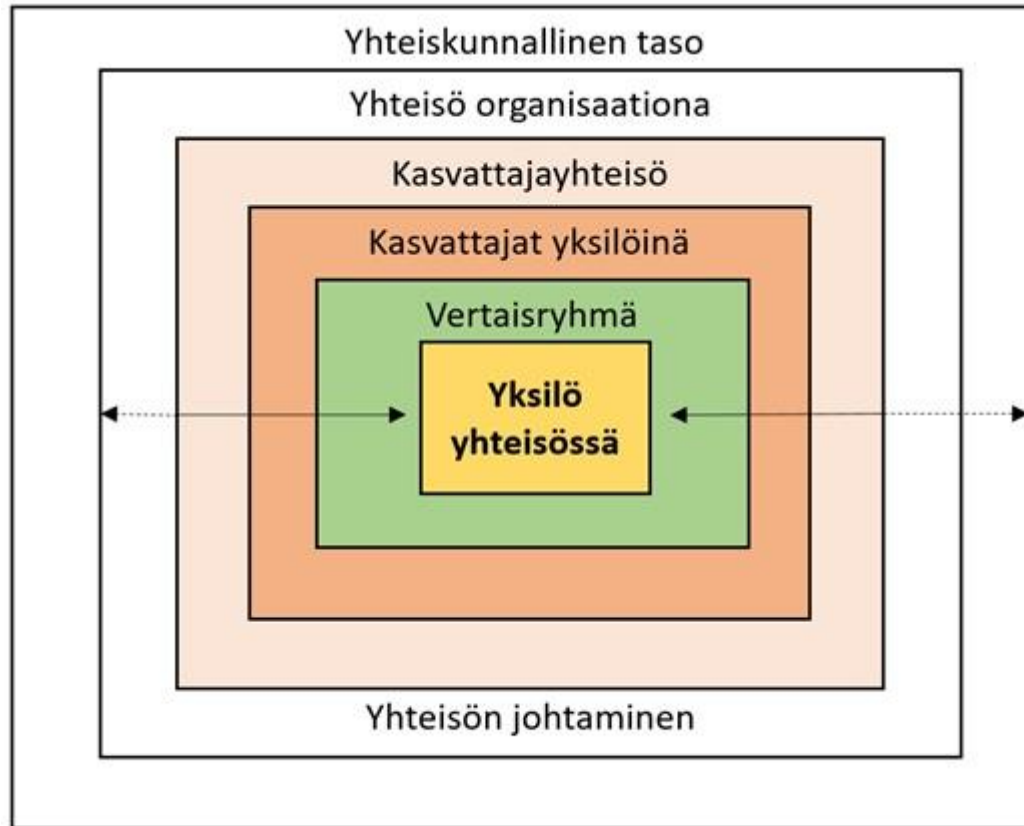 Yhteiskunnallinen taso
Yhteisö organisaationa
Kasvattajayhteisö
Kasvattajat yksilöinä
Vertaisryhmä
Yksilö
yhteisössä
Yhteisön johtaminen